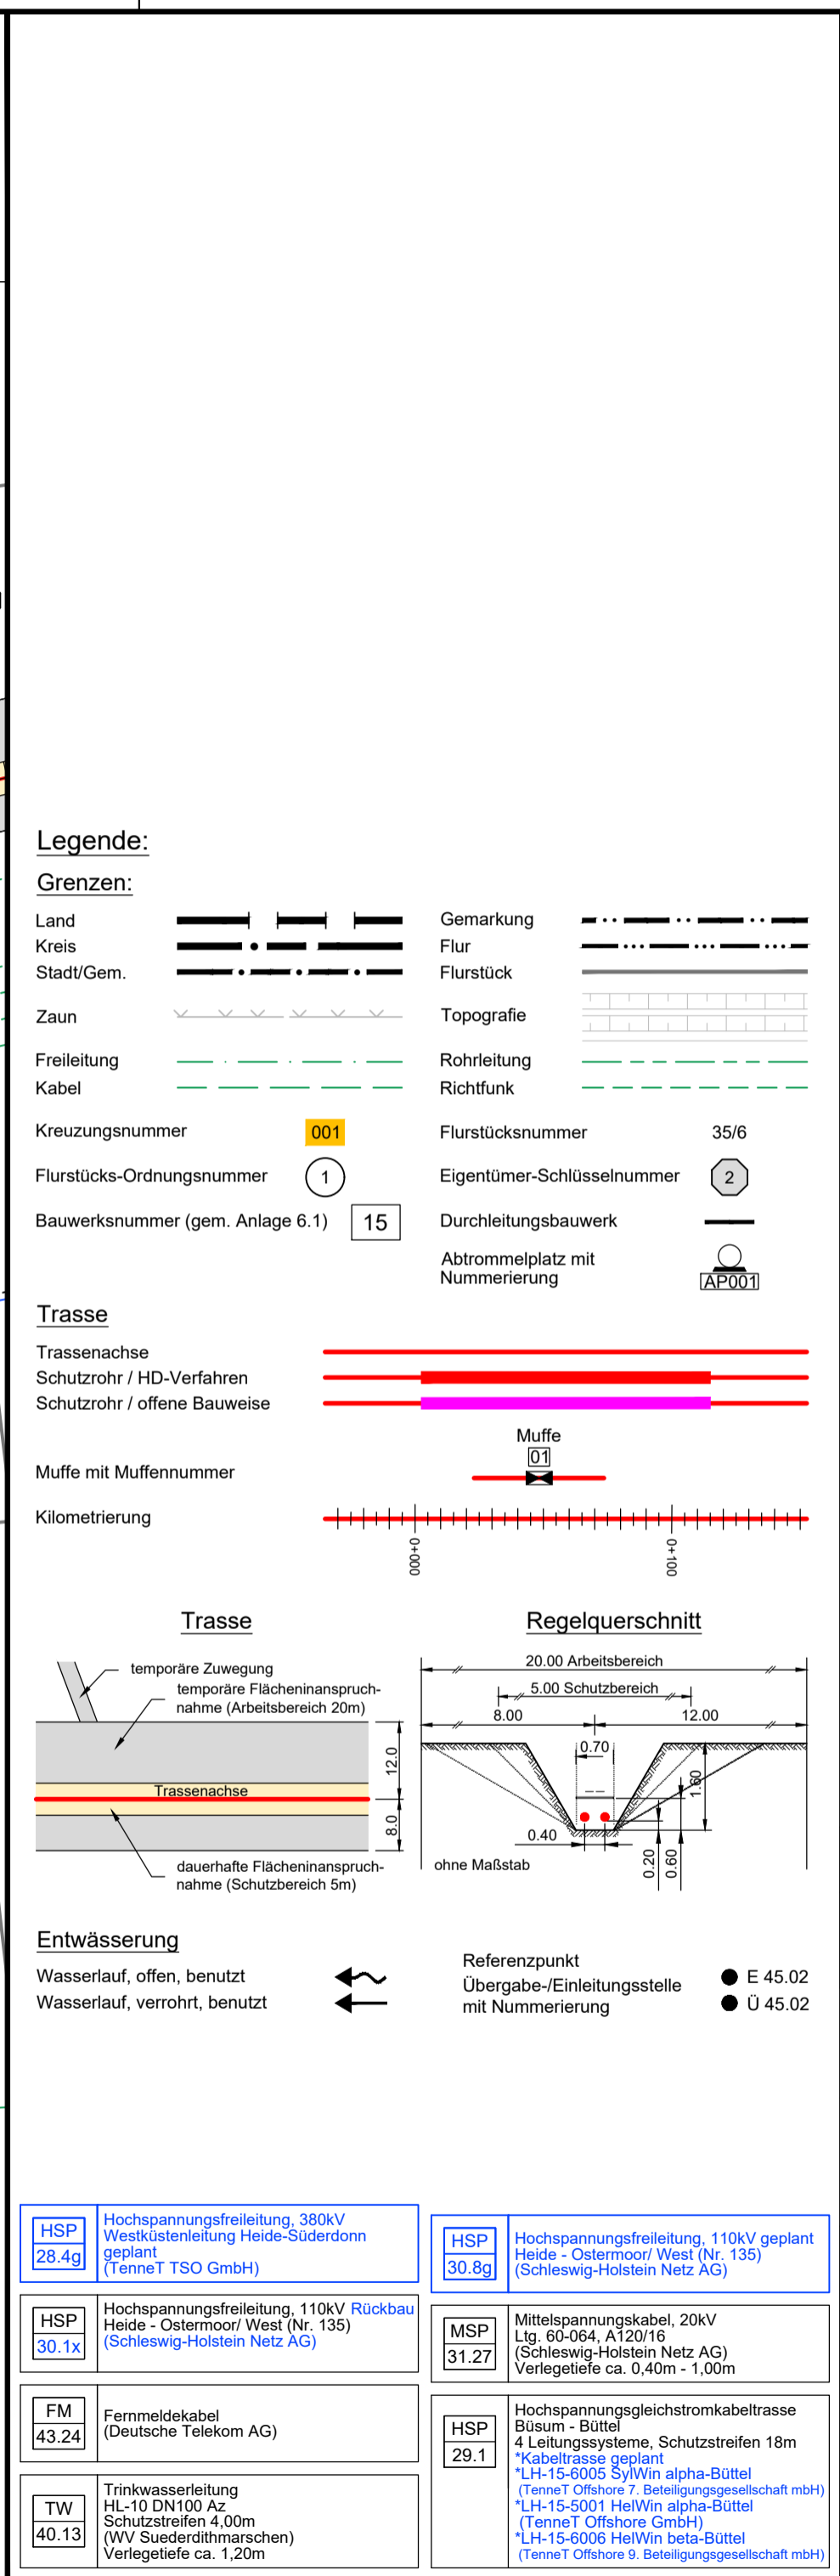 Legende:
Grenzen:
Land
Kreis
Stadt/Gem.
Zaun
Freileitung
Kabel
Gemarkung
Flur
Flurstück
Topografie
Rohrleitung
Richtfunk
Kreuzungsnummer 001
Flurstücksnummer 35/6
Flurstücks-Ordnungsnummer 1
Eigentümer-Schlüsselnummer 2
Bauwerksnummer (gem. Anlage 6.1) 15
Durchleitungsbauwerk
Abtrommelplatz mit
Nummerierung
AP001
Trasse
Trassenachse
Schutzrohr / HD-Verfahren
Schutzrohr / offene Bauweise
Muffe
01
Muffe mit Muffennummer
Kilometrierung
0+000
0+100
Trasse
temporäre Zuwegung
temporäre Flächeninanspruch-
nahme (Arbeitsbereich 20m)
Trassenachse
12.0
8.0
dauerhafte Flächeninanspruch-
nahme (Schutzbereich 5m)
Regelquerschnitt
20.00 Arbeitsbereich
5.00 Schutzbereich
8.00
12.00
0.70
1.60
0.40
0.20
0.60
ohne Maßstab
Entwässerung
Wasserlauf, offen, benutzt
Wasserlauf, verrohrt, benutzt
Referenzpunkt
Übergabe-/Einleitungsstelle
mit Nummerierung
E 45.02
Ü 45.02
HSP
28.4g
Hochspannungsfreileitung, 380kV
Westküstenleitung Heide-Süderdonn
geplant
(TenneT TSO GmbH)
HSP
30.8g
Hochspannungsfreileitung, 110kV geplant
Heide - Ostermoor/ West (Nr. 135)
(Schleswig-Holstein Netz AG)
HSP
30.1x
Hochspannungsfreileitung, 110kV Rückbau
Heide - Ostermoor/ West (Nr. 135)
(Schleswig-Holstein Netz AG)
MSP
31.27
Mittelspannungskabel, 20kV
Ltg. 60-064, A120/16
(Schleswig-Holstein Netz AG)
Verlegetiefe ca. 0,40m - 1,00m
FM
43.24
Fernmeldekabel
(Deutsche Telekom AG)
HSP
29.1
Hochspannungsgleichstromkabeltrasse
Büsum - Büttel
4 Leitungssysteme, Schutzstreifen 18m
*Kabeltrasse geplant
*LH-15-6005 SylWin alpha-Büttel
(TenneT Offshore 7. Beteiligungsgesellschaft mbH)
*LH-15-5001 HelWin alpha-Büttel
(TenneT Offshore GmbH)
*LH-15-6006 HelWin beta-Büttel
(TenneT Offshore 9. Beteiligungsgesellschaft mbH)
TW
40.13
Trinkwasserleitung
HL-10 DN100 Az
Schutzstreifen 4,00m
(WV Suederdithmarschen)
Verlegetiefe ca. 1,20m